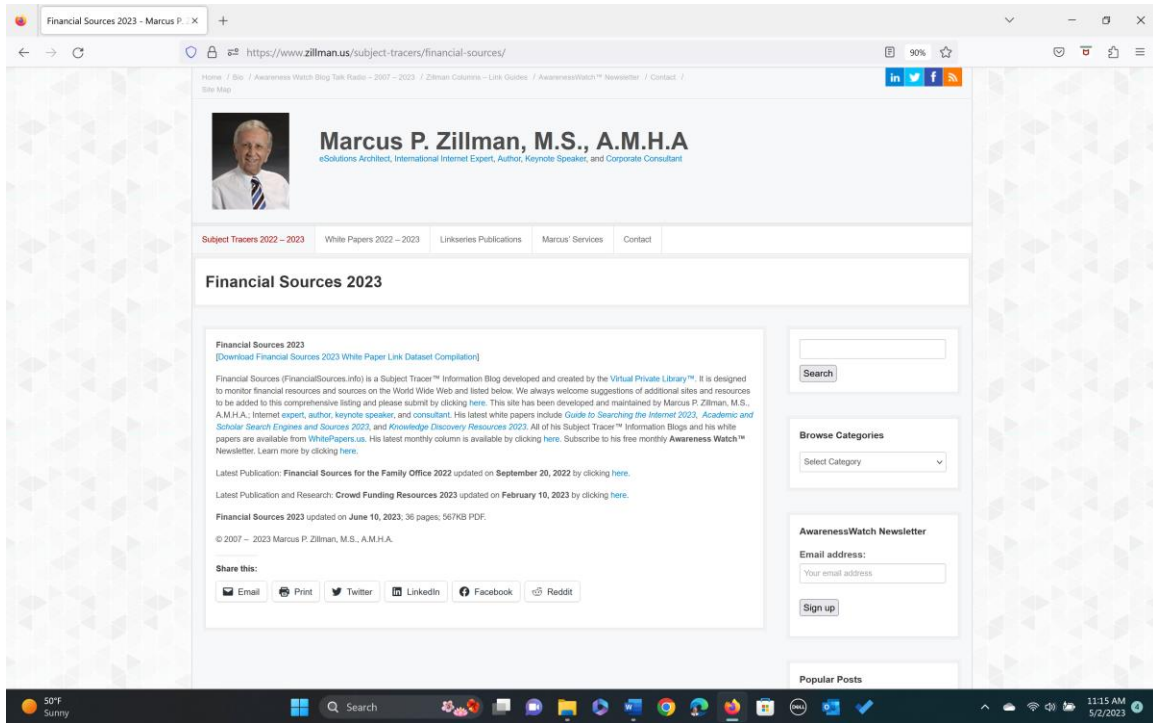 Financial Sources 2023 - Marcus P. Z
https://www.zillman.us/subject-tracers/financial-sources/
90%
Home / Bio / Awareness Watch Blog Talk Radio – 2007 – 2023 / Zillman Columns – Link Guides / AwarenessWatch™ Newsletter / Contact /
Site Map
Marcus P. Zillman, M.S., A.M.H.A
eSolutions Architect, International Internet Expert, Author, Keynote Speaker, and Corporate Consultant
Subject Tracers 2022 – 2023
White Papers 2022 – 2023
Linkseries Publications
Marcus' Services
Contact
Financial Sources 2023
Financial Sources 2023
[Download Financial Sources 2023 White Paper Link Dataset Compilation]
Financial Sources (FinancialSources.info) is a Subject Tracer™ Information Blog developed and created by the Virtual Private Library™. It is designed
to monitor financial resources and sources on the World Wide Web and listed below. We always welcome suggestions of additional sites and resources
to be added to this comprehensive listing and please submit by clicking here. This site has been developed and maintained by Marcus P. Zillman, M.S.,
A.M.H.A.; Internet expert, author, keynote speaker, and consultant. His latest white papers include Guide to Searching the Internet 2023, Academic and
Scholar Search Engines and Sources 2023, and Knowledge Discovery Resources 2023. All of his Subject Tracer™ Information Blogs and his white
papers are available from WhitePapers.us. His latest monthly column is available by clicking here. Subscribe to his free monthly Awareness Watch™
Newsletter. Learn more by clicking here.
Latest Publication: Financial Sources for the Family Office 2022 updated on September 20, 2022 by clicking here.
Latest Publication and Research: Crowd Funding Resources 2023 updated on February 10, 2023 by clicking here.
Financial Sources 2023 updated on June 10, 2023; 36 pages; 567KB PDF.
© 2007 – 2023 Marcus P. Zillman, M.S., A.M.H.A.
Share this:
Email
Print
Twitter
LinkedIn
Facebook
Reddit
Search
Browse Categories
Select Category
AwarenessWatch Newsletter
Email address:
Your email address
Sign up
Popular Posts
50°F
Sunny
Search
DELL
11:15 AM
5/2/2023
4